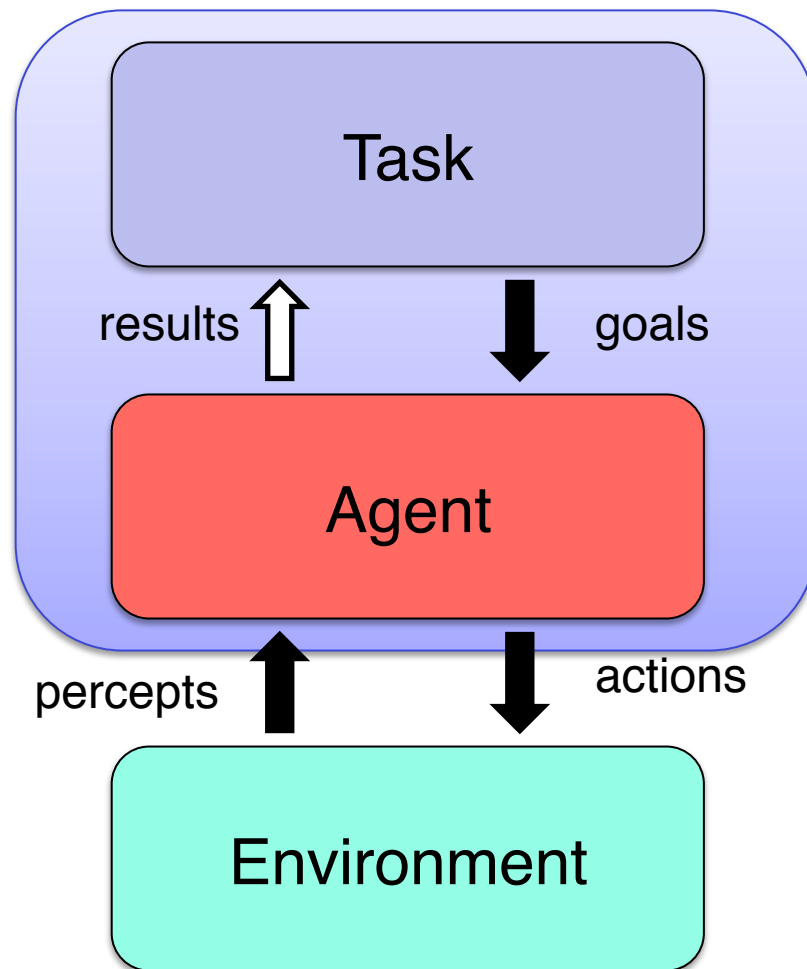 Task
results
goals
Agent
percepts
actions
Environment